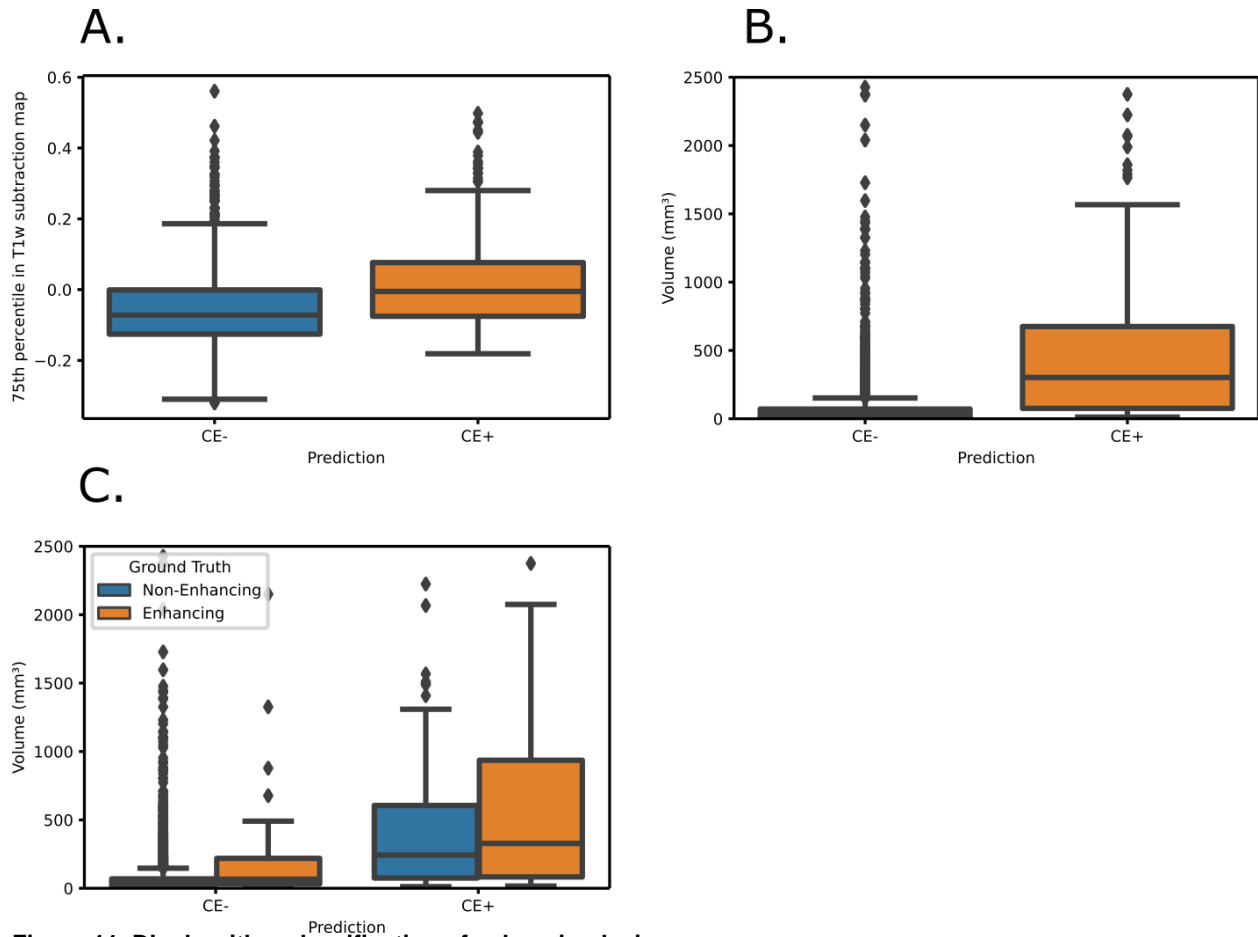 A.
75th percentile in T1w subtraction map
0.6
0.4
0.2
0.0
−0.2
CE-
CE+
Prediction
B.
Volume (mm³)
2500
2000
1500
1000
500
0
CE-
CE+
Prediction
C.
Volume (mm³)
2500
2000
1500
1000
500
0
Ground Truth
Non-Enhancing
Enhancing
CE-
CE+
Prediction